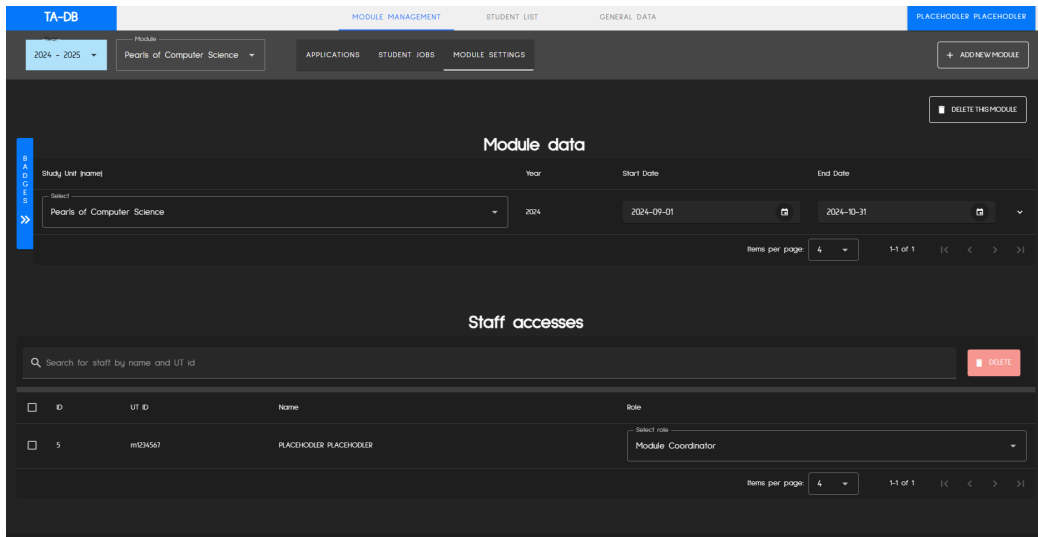 TA-DB
MODULE MANAGEMENT
STUDENT LIST
GENERAL DATA
PLACEHODLER PLACEHODLER
Year
2024 - 2025
Module
Pearls of Computer Science
APPLICATIONS
STUDENT JOBS
MODULE SETTINGS
+ ADD NEW MODULE
DELETE THIS MODULE
BADGES
Module data
Study Unit (name)
Year
Start Date
End Date
Select
Pearls of Computer Science
2024
2024-09-01
2024-10-31
Items per page:
4
1-1 of 1
Staff accesses
Search for staff by name and UT id
DELETE
ID
UT ID
Name
Role
5
m1234567
PLACEHODLER PLACEHODLER
Select role
Module Coordinator
Items per page:
4
1-1 of 1